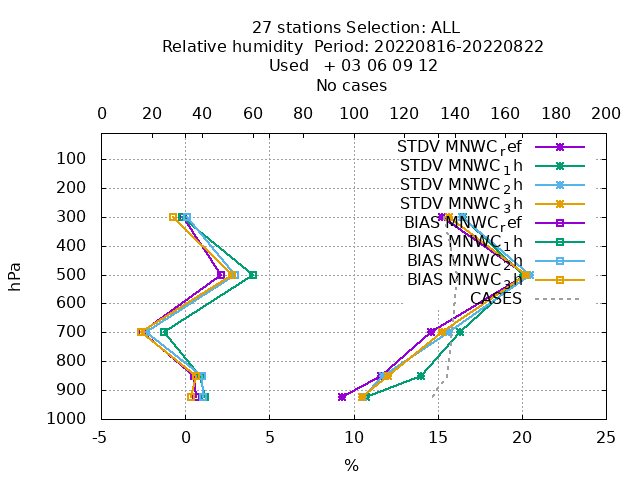 27 stations Selection: ALL
Relative humidity  Period: 20220816-20220822
Used   + 03 06 09 12
No cases
0 20 40 60 80 100 120 140 160 180 200
STDV MNWC_ref
STDV MNWC_1h
STDV MNWC_2h
STDV MNWC_3h
BIAS MNWC_ref
BIAS MNWC_1h
BIAS MNWC_2h
BIAS MNWC_3h
CASES
100
200
300
400
500
600
700
800
900
1000
hPa
-5 0 5 10 15 20 25
%